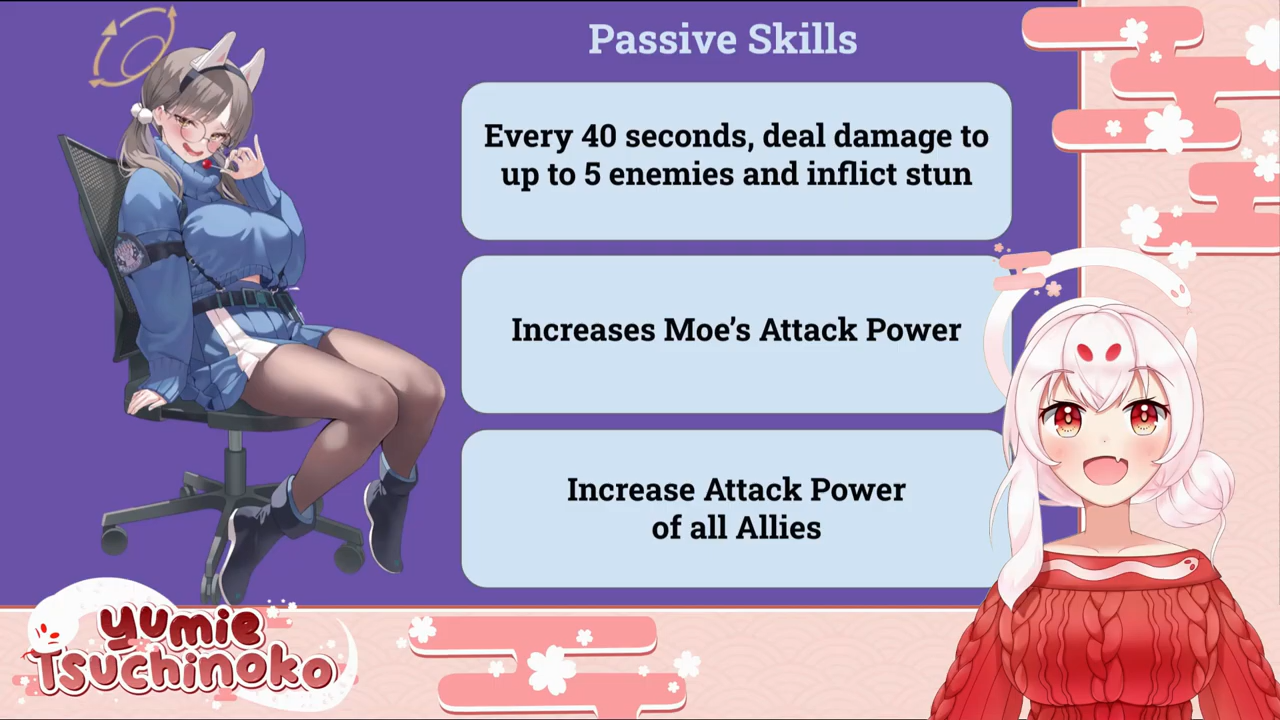 Passive Skills
Every 40 seconds, deal damage to
up to 5 enemies and inflict stun
Increases Moe's Attack Power
Increase Attack Power
of all Allies
yumie
Tsuchinoko